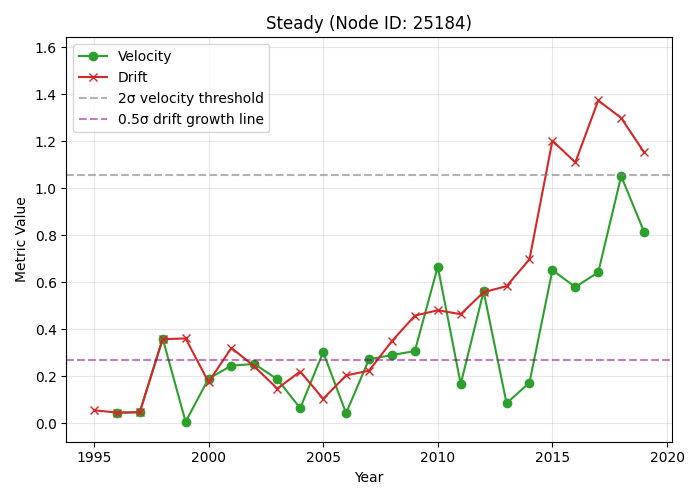 Steady (Node ID: 25184)
Velocity
Drift
2σ velocity threshold
0.5σ drift growth line
Metric Value
1.6
1.4
1.2
1.0
0.8
0.6
0.4
0.2
0.0
1995
2000
2005
2010
2015
2020
Year